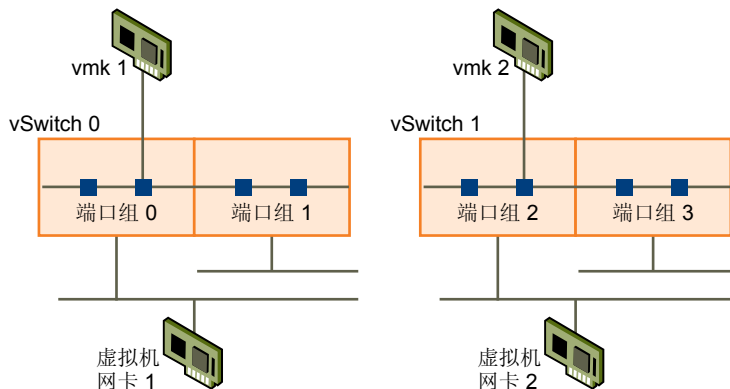 vmk 1
vmk 2
vSwitch 0
vSwitch 1
端口组 0
端口组 1
端口组 2
端口组 3
虚拟机
网卡 1
虚拟机
网卡 2